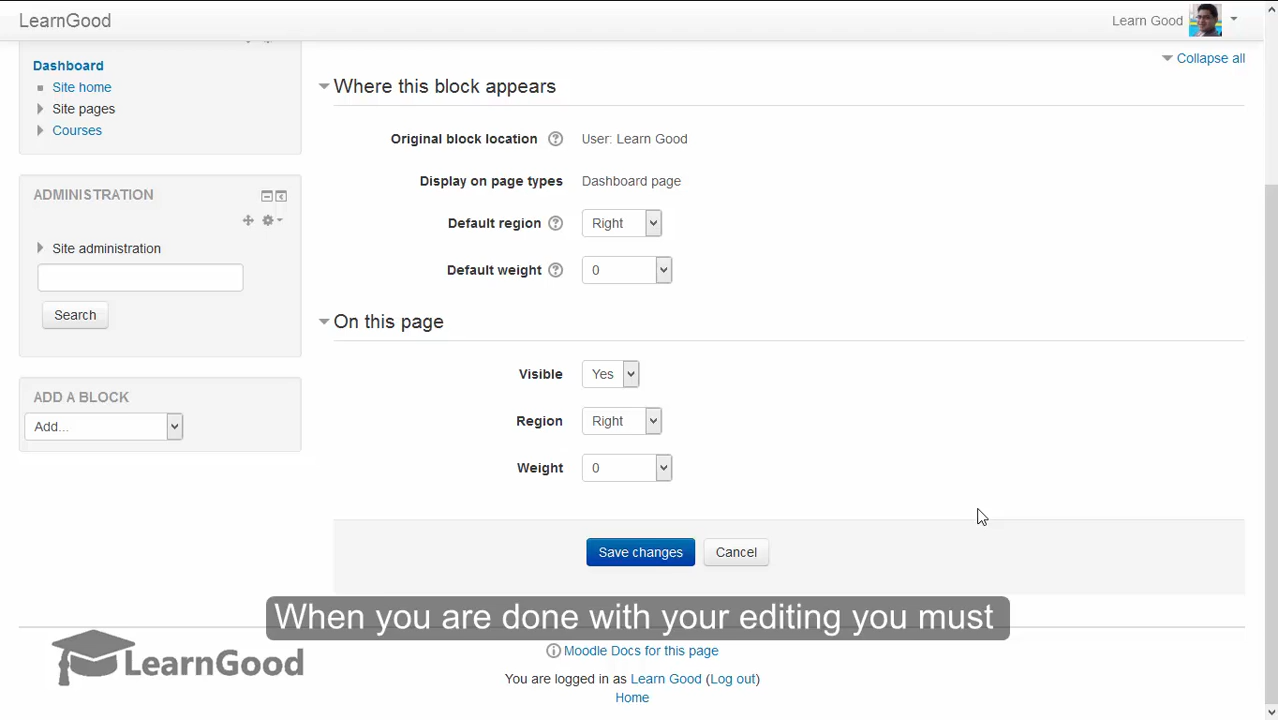 LearnGood
Learn Good
Dashboard
Site home
Site pages
Courses
ADMINISTRATION
Site administration
Search
ADD A BLOCK
Add...
Collapse all
Where this block appears
Original block location ? User: Learn Good
Display on page types Dashboard page
Default region ? Right
Default weight ? 0
On this page
Visible Yes
Region Right
Weight 0
Save changes Cancel
When you are done with your editing you must
LearnGood
Moodle Docs for this page
You are logged in as Learn Good (Log out)
Home